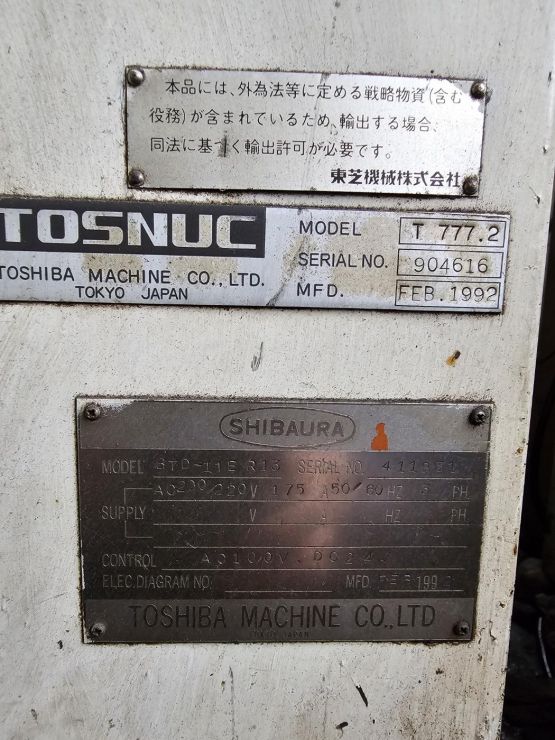 本品には、外為法等に定める戦略物資(含む
役務)が含まれているため、輸出する場合、
同法に基づく輸出許可が必要です。
東芝機械株式会社
TOSNUC
TOSHIBA MACHINE CO., LTD.
TOKYO JAPAN
MODEL T 777.2
SERIAL NO. 904616
MFD. FEB.1992
SHIBAURA
MODEL R13 SERIAL NO.
AC200/220V 175 A 50/60 HZ PH
SUPPLY V A HZ PH
CONTROL AC100V.
ELEC.DIAGRAM NO. MFD.
TOSHIBA MACHINE CO.,LTD
TOKYO JAPAN